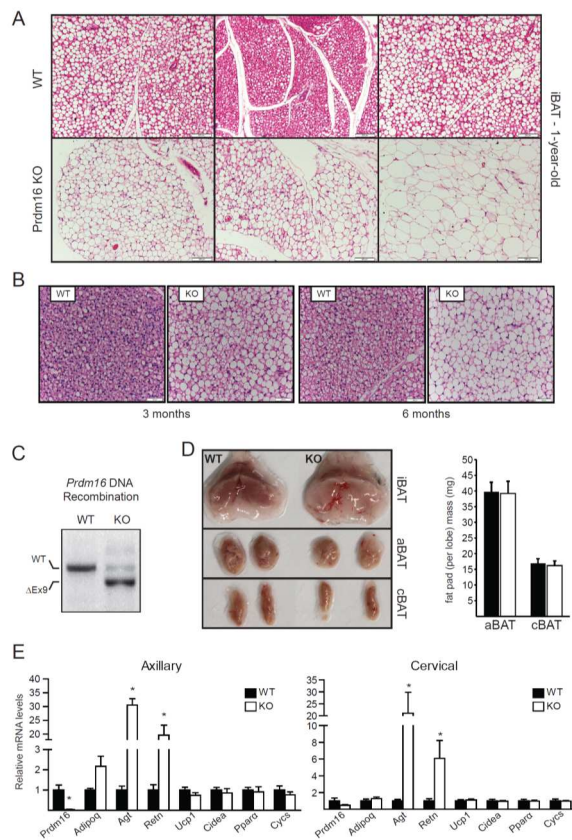 A
WT
Prdm16 KO
iBAT - 1-year-old
B
WT
KO
WT
KO
3 months
6 months
C
Prdm16 DNA
Recombination
WT KO
WT
ΔEx9
D
WT
KO
iBAT
aBAT
cBAT
fat pad (per lobe) mass (mg)
50
45
40
35
30
25
20
15
10
5
0
aBAT
cBAT
E
Axillary
Relative mRNA levels
40
35
30
25
20
15
10
4
2
1
0
*
*
*
WT
KO
Prdm16
Adipoq
Agt
Retn
Ucp1
Cidea
Pparα
Cycs
Cervical
35
30
25
20
15
10
8
6
4
2
*
*
WT
KO
Prdm16
Adipoq
Agt
Retn
Ucp1
Cidea
Pparα
Cycs